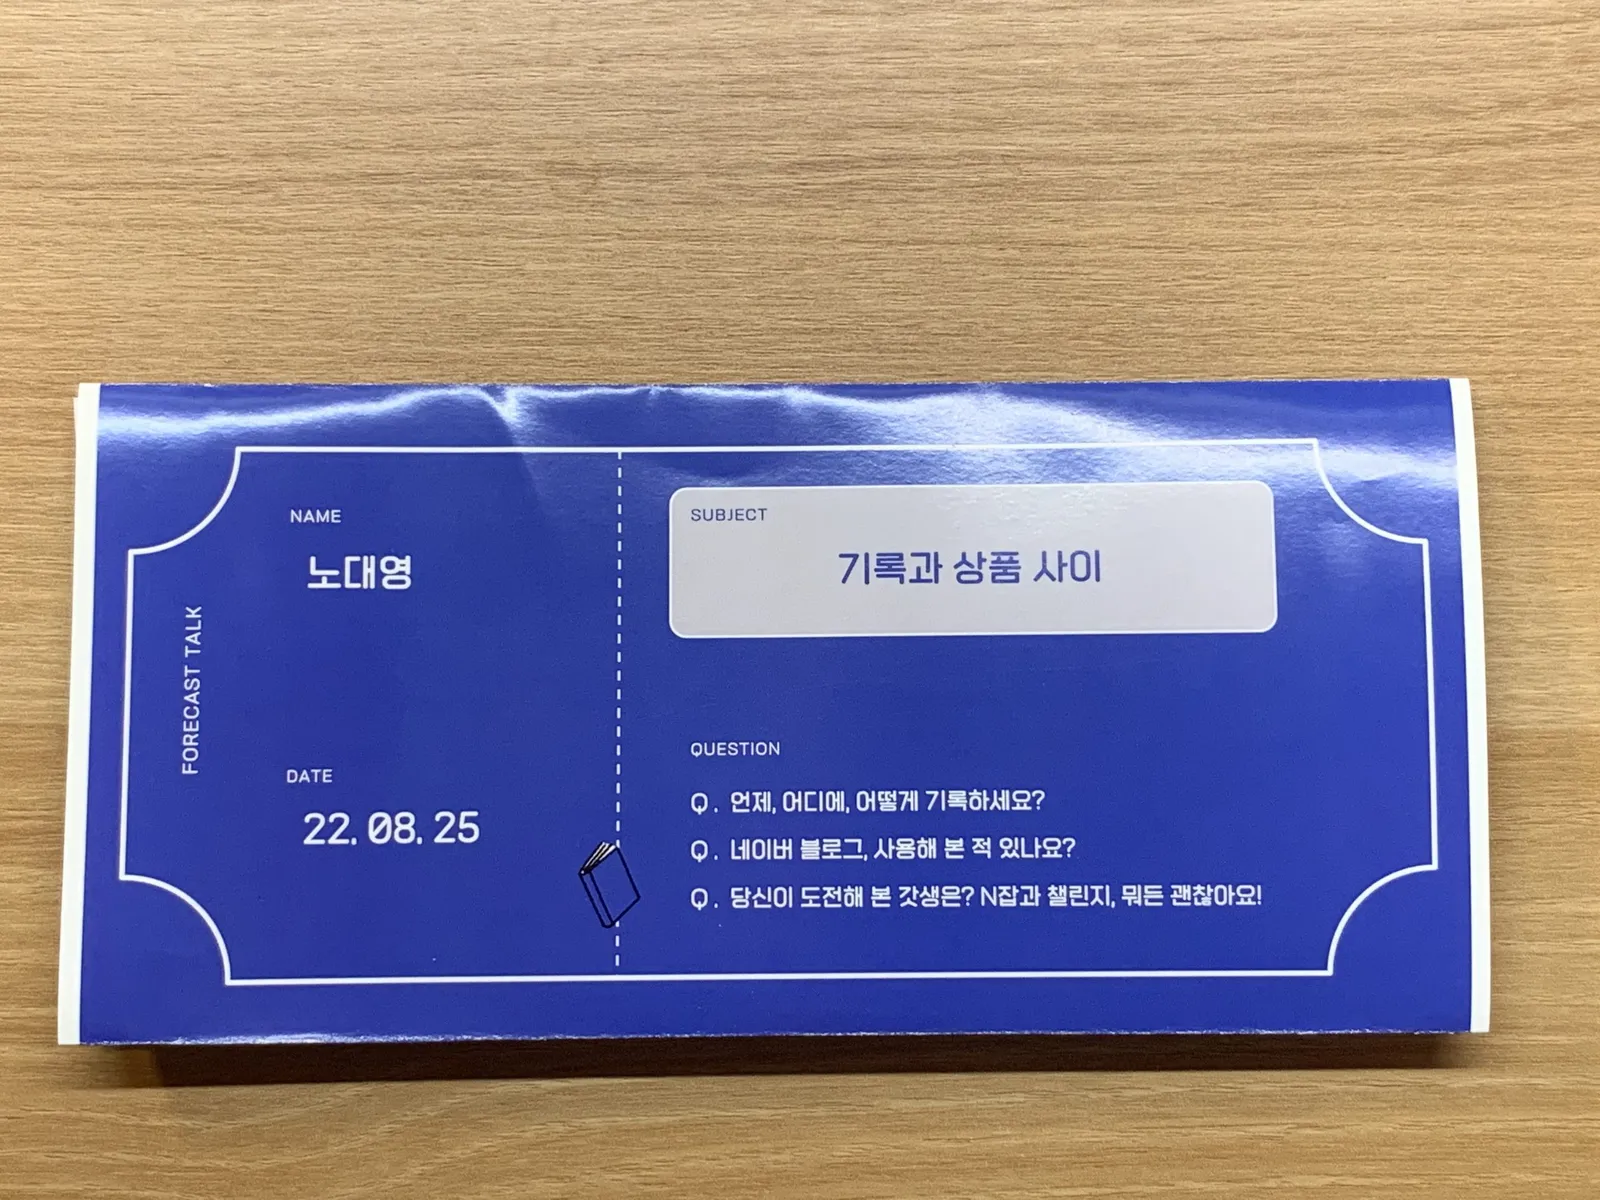 FORECAST TALK
NAME
노대영
DATE
22. 08. 25
SUBJECT
기록과 상품 사이
QUESTION
Q. 언제, 어디에, 어떻게 기록하세요?
Q. 네이버 블로그, 사용해 본 적 있나요?
Q. 당신이 도전해 본 갓생은? N잡과 챌린지, 뭐든 괜찮아요!